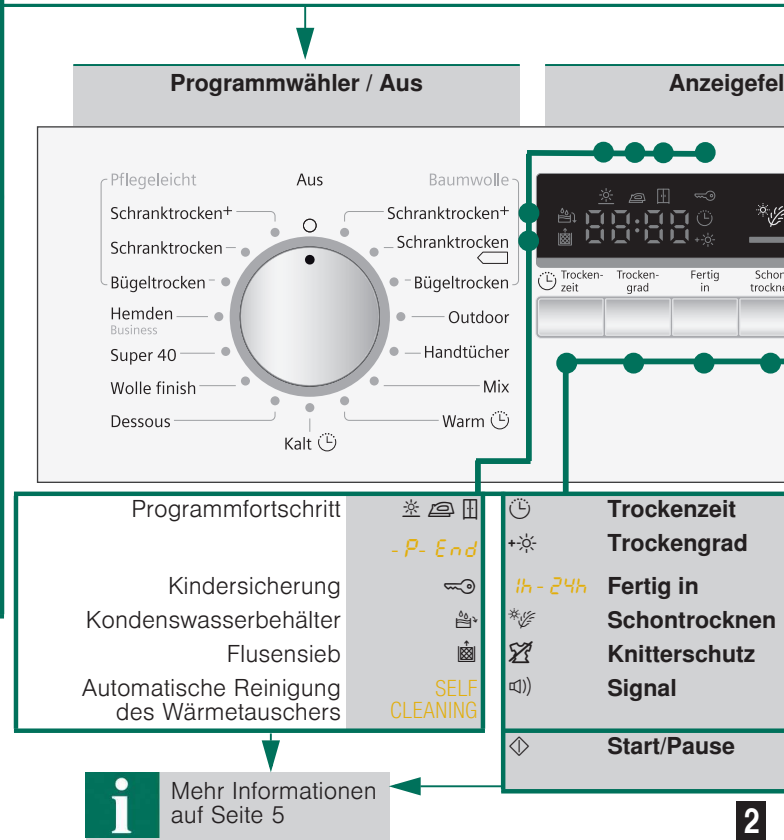 Programmwähler / Aus
Anzeigefel
Pflegeleicht
Aus
Baumwolle
Schranktrocken+
Schranktrocken
Bügeltrocken
Hemden
Business
Super 40
Wolle finish
Dessous
Kalt
Schranktrocken+
Schranktrocken
Bügeltrocken
Outdoor
Handtücher
Mix
Warm
88:88
Trocken-
zeit
Trocken-
grad
Fertig
in
Schon
trockne
Programmfortschritt
-P- End
Kindersicherung
Kondenswasserbehälter
Flusensieb
Automatische Reinigung
des Wärmetauschers
SELF
CLEANING
Trockenzeit
Trockengrad
1h - 24h Fertig in
Schontrocknen
Knitterschutz
Signal
Start/Pause
i
Mehr Informationen
auf Seite 5
2